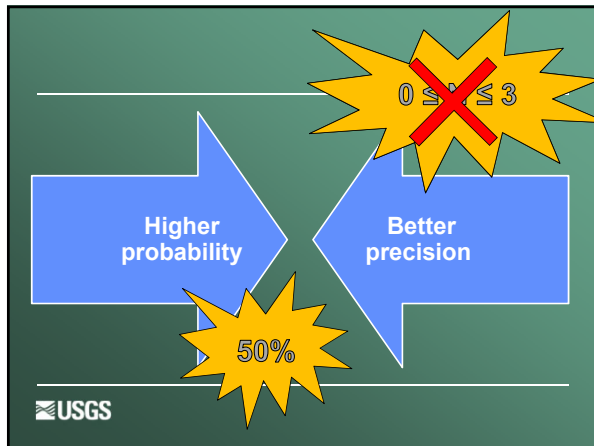 0 ≤ M ≤ 3
Higher
probability
Better
precision
50%
USGS